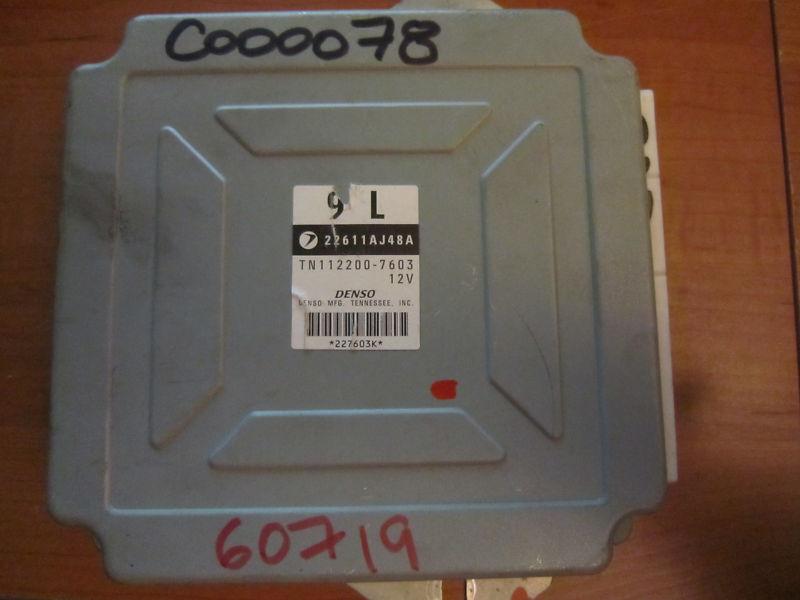 C000078
9 L
22611AJ48A
TN112200-7603
12V
DENSO
DENSO MFG. TENNESSEE, INC.
*227603K*
60719